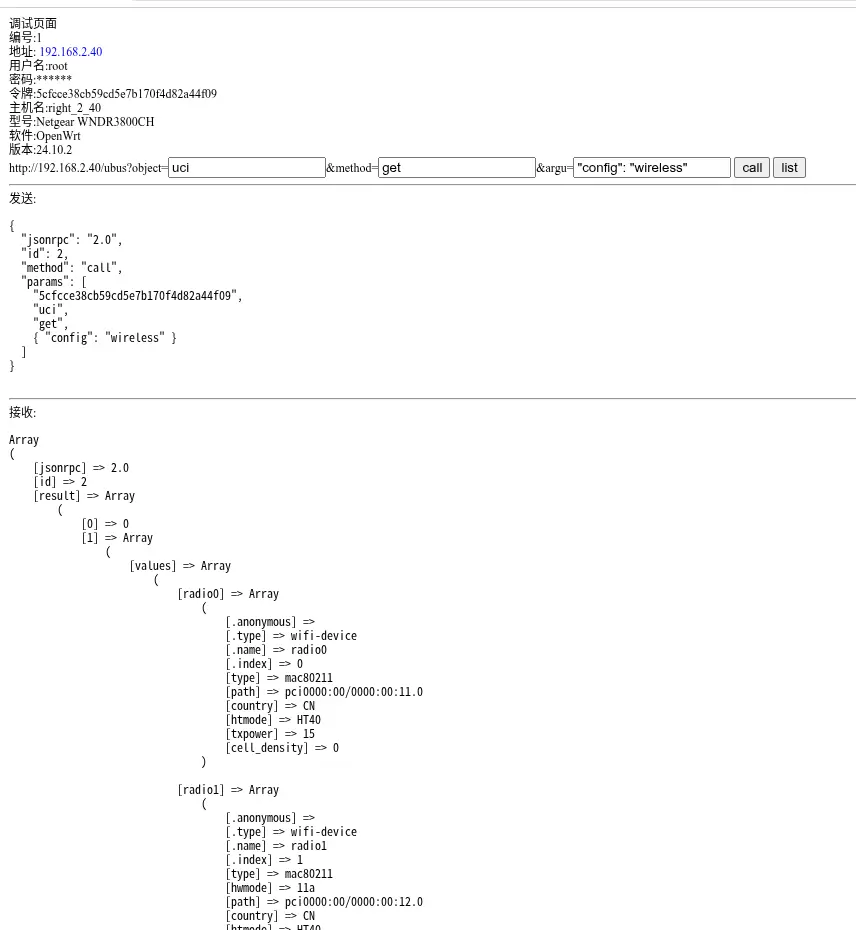 调试页面
编号:1
地址: 192.168.2.40
用户名:root
密码:******
令牌:5cfcce38cb59cd5e7b170f4d82a44f09
主机名:right_2_40
型号:Netgear WNDR3800CH
软件:OpenWrt
版本:24.10.2
http://192.168.2.40/ubus?object= uci &method= get &argu= "config": "wireless" call list
发送:
{
  "jsonrpc": "2.0",
  "id": 2,
  "method": "call",
  "params": [
    "5cfcce38cb59cd5e7b170f4d82a44f09",
    "uci",
    "get",
    { "config": "wireless" }
  ]
}
接收:
Array
(
    [jsonrpc] => 2.0
    [id] => 2
    [result] => Array
        (
            [0] => 0
            [1] => Array
                (
                    [values] => Array
                        (
                            [radio0] => Array
                                (
                                    [.anonymous] =>
                                    [.type] => wifi-device
                                    [.name] => radio0
                                    [.index] => 0
                                    [type] => mac80211
                                    [path] => pci0000:00/0000:00:11.0
                                    [country] => CN
                                    [htmode] => HT40
                                    [txpower] => 15
                                    [cell_density] => 0
                                )
                            [radio1] => Array
                                (
                                    [.anonymous] =>
                                    [.type] => wifi-device
                                    [.name] => radio1
                                    [.index] => 1
                                    [type] => mac80211
                                    [hwmode] => 11a
                                    [path] => pci0000:00/0000:00:12.0
                                    [country] => CN
                                    [htmode] => HT40